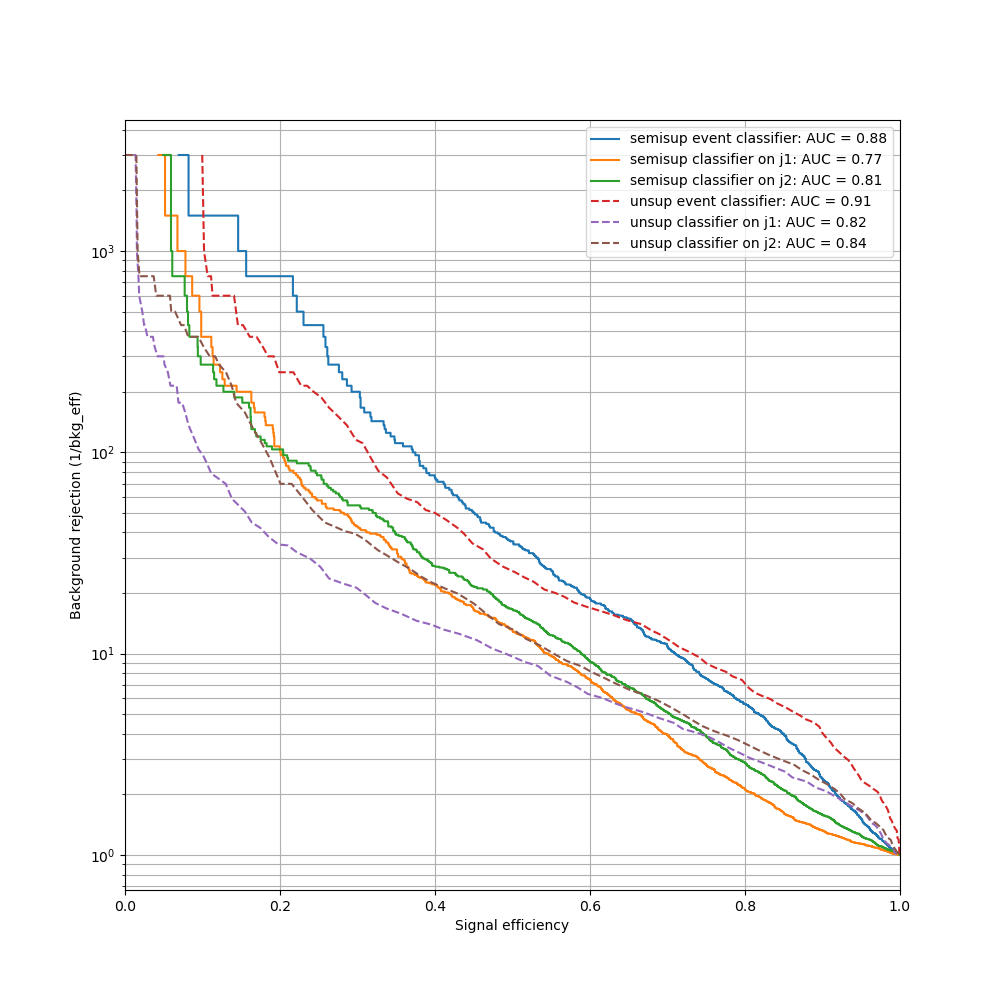 semisup event classifier: AUC = 0.88
semisup classifier on j1: AUC = 0.77
semisup classifier on j2: AUC = 0.81
unsup event classifier: AUC = 0.91
unsup classifier on j1: AUC = 0.82
unsup classifier on j2: AUC = 0.84
Background rejection (1/bkg_eff)
10³
10²
10¹
10⁰
0.0 0.2 0.4 0.6 0.8 1.0
Signal efficiency